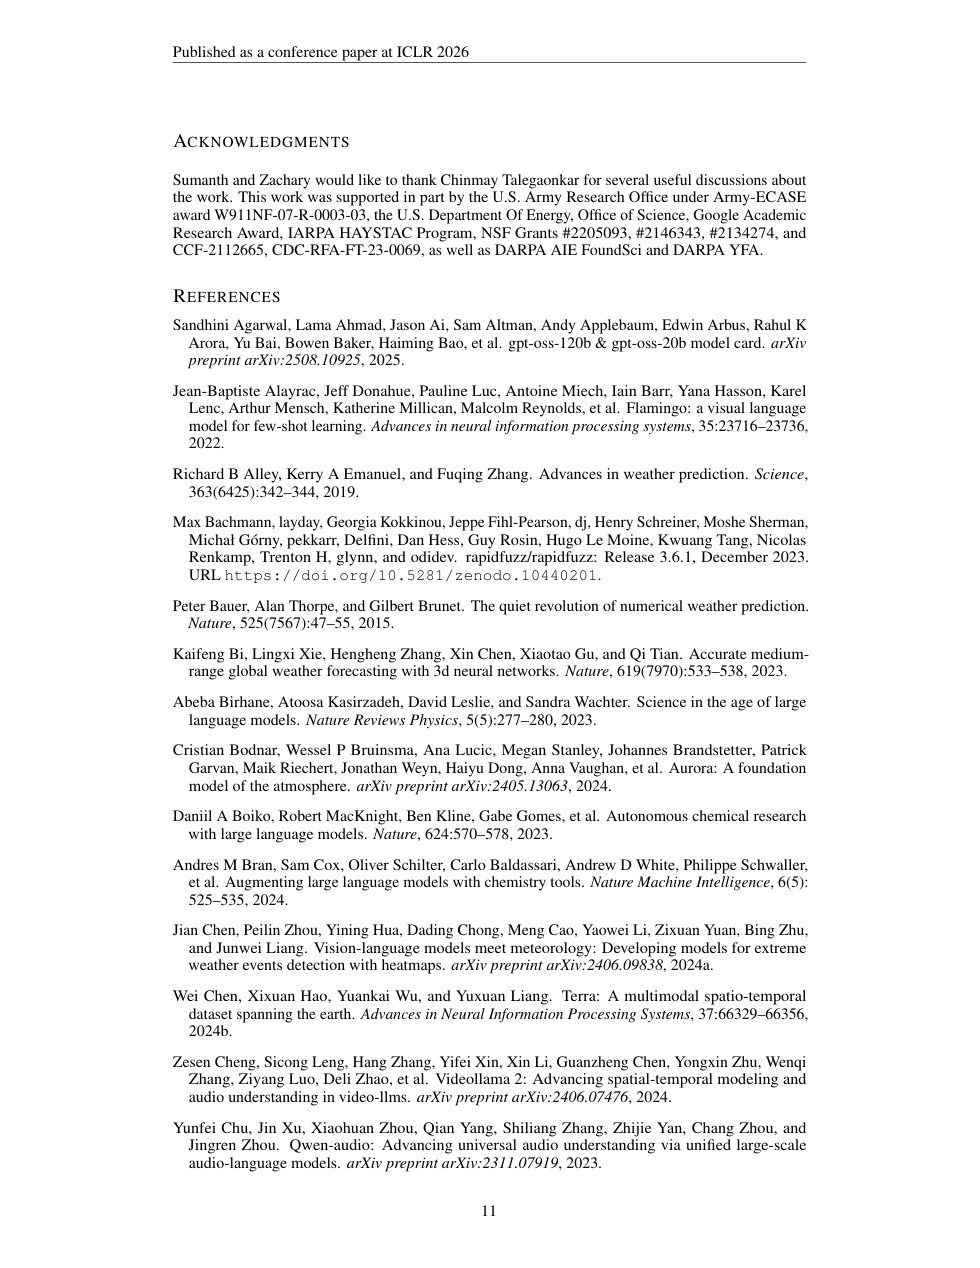 Published as a conference paper at ICLR 2026
ACKNOWLEDGMENTS
Sumanth and Zachary would like to thank Chinmay Talegaonkar for several useful discussions about
the work. This work was supported in part by the U.S. Army Research Office under Army-ECASE
award W911NF-07-R-0003-03, the U.S. Department Of Energy, Office of Science, Google Academic
Research Award, IARPA HAYSTAC Program, NSF Grants #2205093, #2146343, #2134274, and
CCF-2112665, CDC-RFA-FT-23-0069, as well as DARPA AIE FoundSci and DARPA YFA.
REFERENCES
Sandhini Agarwal, Lama Ahmad, Jason Ai, Sam Altman, Andy Applebaum, Edwin Arbus, Rahul K
Arora, Yu Bai, Bowen Baker, Haiming Bao, et al. gpt-oss-120b & gpt-oss-20b model card. arXiv
preprint arXiv:2508.10925, 2025.
Jean-Baptiste Alayrac, Jeff Donahue, Pauline Luc, Antoine Miech, Iain Barr, Yana Hasson, Karel
Lenc, Arthur Mensch, Katherine Millican, Malcolm Reynolds, et al. Flamingo: a visual language
model for few-shot learning. Advances in neural information processing systems, 35:23716–23736,
2022.
Richard B Alley, Kerry A Emanuel, and Fuqing Zhang. Advances in weather prediction. Science,
363(6425):342–344, 2019.
Max Bachmann, layday, Georgia Kokkinou, Jeppe Fihl-Pearson, dj, Henry Schreiner, Moshe Sherman,
Michał Górny, pekkarr, Delfini, Dan Hess, Guy Rosin, Hugo Le Moine, Kwuang Tang, Nicolas
Renkamp, Trenton H, glynn, and odidev. rapidfuzz/rapidfuzz: Release 3.6.1, December 2023.
URL https://doi.org/10.5281/zenodo.10440201.
Peter Bauer, Alan Thorpe, and Gilbert Brunet. The quiet revolution of numerical weather prediction.
Nature, 525(7567):47–55, 2015.
Kaifeng Bi, Lingxi Xie, Hengheng Zhang, Xin Chen, Xiaotao Gu, and Qi Tian. Accurate medium-
range global weather forecasting with 3d neural networks. Nature, 619(7970):533–538, 2023.
Abeba Birhane, Atoosa Kasirzadeh, David Leslie, and Sandra Wachter. Science in the age of large
language models. Nature Reviews Physics, 5(5):277–280, 2023.
Cristian Bodnar, Wessel P Bruinsma, Ana Lucic, Megan Stanley, Johannes Brandstetter, Patrick
Garvan, Maik Riechert, Jonathan Weyn, Haiyu Dong, Anna Vaughan, et al. Aurora: A foundation
model of the atmosphere. arXiv preprint arXiv:2405.13063, 2024.
Daniil A Boiko, Robert MacKnight, Ben Kline, Gabe Gomes, et al. Autonomous chemical research
with large language models. Nature, 624:570–578, 2023.
Andres M Bran, Sam Cox, Oliver Schilter, Carlo Baldassari, Andrew D White, Philippe Schwaller,
et al. Augmenting large language models with chemistry tools. Nature Machine Intelligence, 6(5):
525–535, 2024.
Jian Chen, Peilin Zhou, Yining Hua, Dading Chong, Meng Cao, Yaowei Li, Zixuan Yuan, Bing Zhu,
and Junwei Liang. Vision-language models meet meteorology: Developing models for extreme
weather events detection with heatmaps. arXiv preprint arXiv:2406.09838, 2024a.
Wei Chen, Xixuan Hao, Yuankai Wu, and Yuxuan Liang. Terra: A multimodal spatio-temporal
dataset spanning the earth. Advances in Neural Information Processing Systems, 37:66329–66356,
2024b.
Zesen Cheng, Sicong Leng, Hang Zhang, Yifei Xin, Xin Li, Guanzheng Chen, Yongxin Zhu, Wenqi
Zhang, Ziyang Luo, Deli Zhao, et al. Videollama 2: Advancing spatial-temporal modeling and
audio understanding in video-llms. arXiv preprint arXiv:2406.07476, 2024.
Yunfei Chu, Jin Xu, Xiaohuan Zhou, Qian Yang, Shiliang Zhang, Zhijie Yan, Chang Zhou, and
Jingren Zhou. Qwen-audio: Advancing universal audio understanding via unified large-scale
audio-language models. arXiv preprint arXiv:2311.07919, 2023.
11